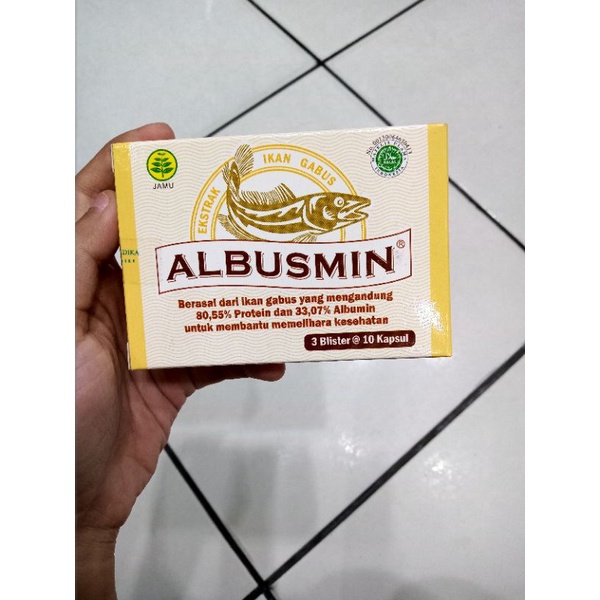 JAMU
EKSTRAK IKAN GABUS
ALBUSMIN®
Berasal dari ikan gabus yang mengandung
80,55% Protein dan 33,07% Albumin
untuk membantu memelihara kesehatan
3 Blister @ 10 Kapsul